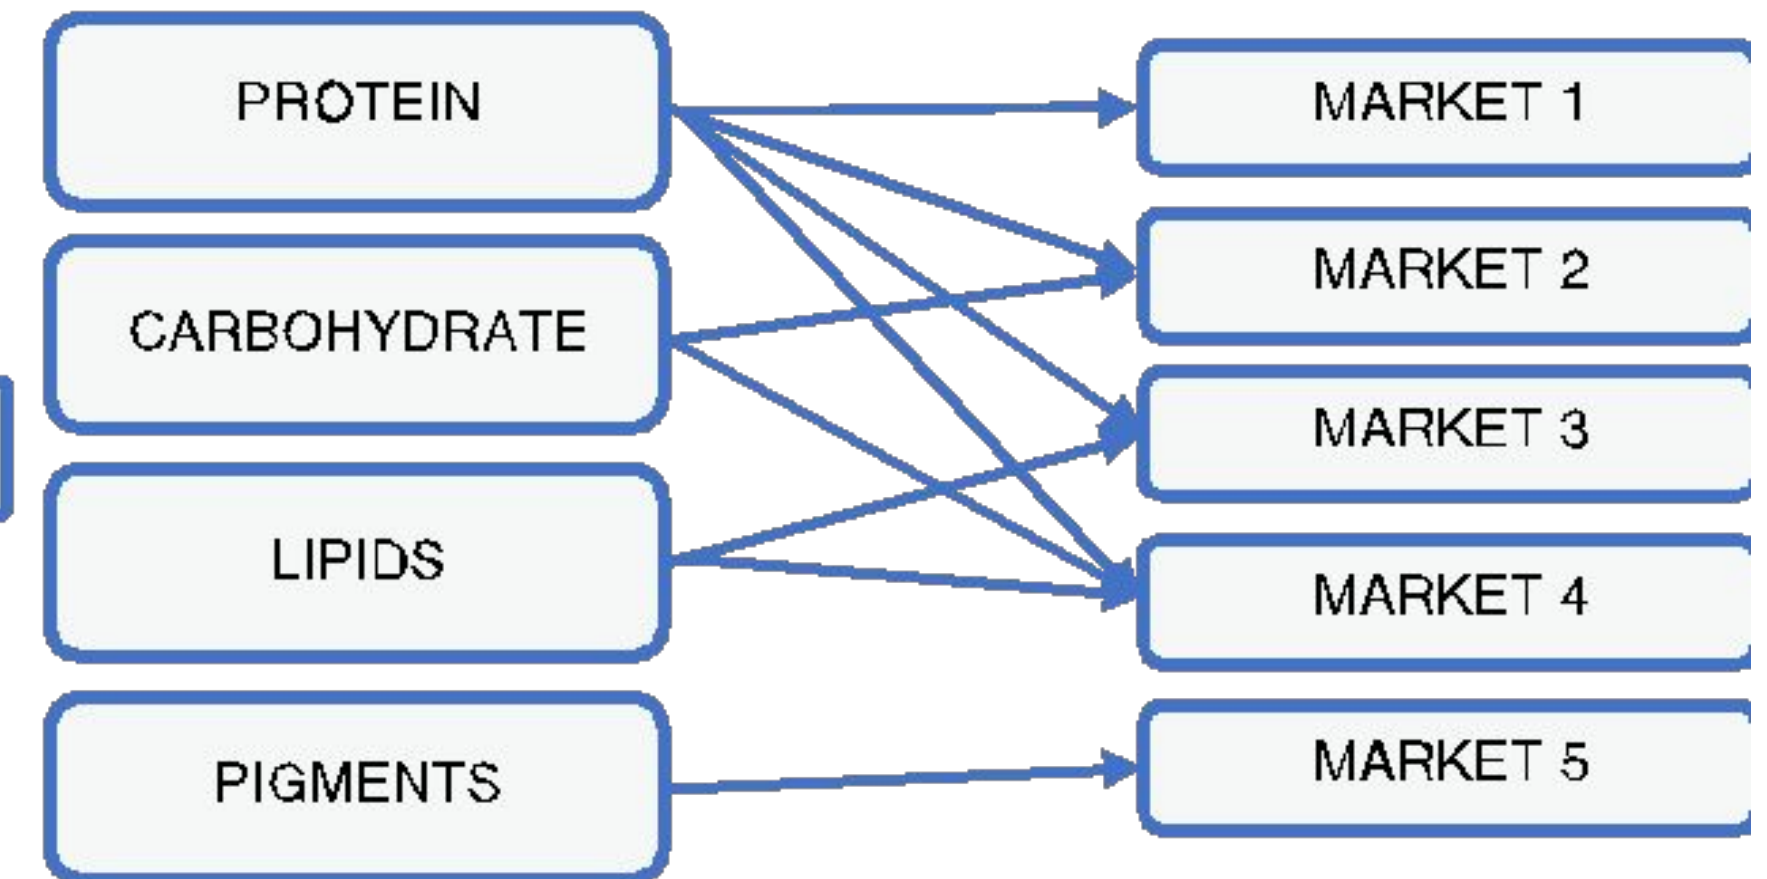 PROTEIN
CARBOHYDRATE
LIPIDS
PIGMENTS
MARKET 1
MARKET 2
MARKET 3
MARKET 4
MARKET 5